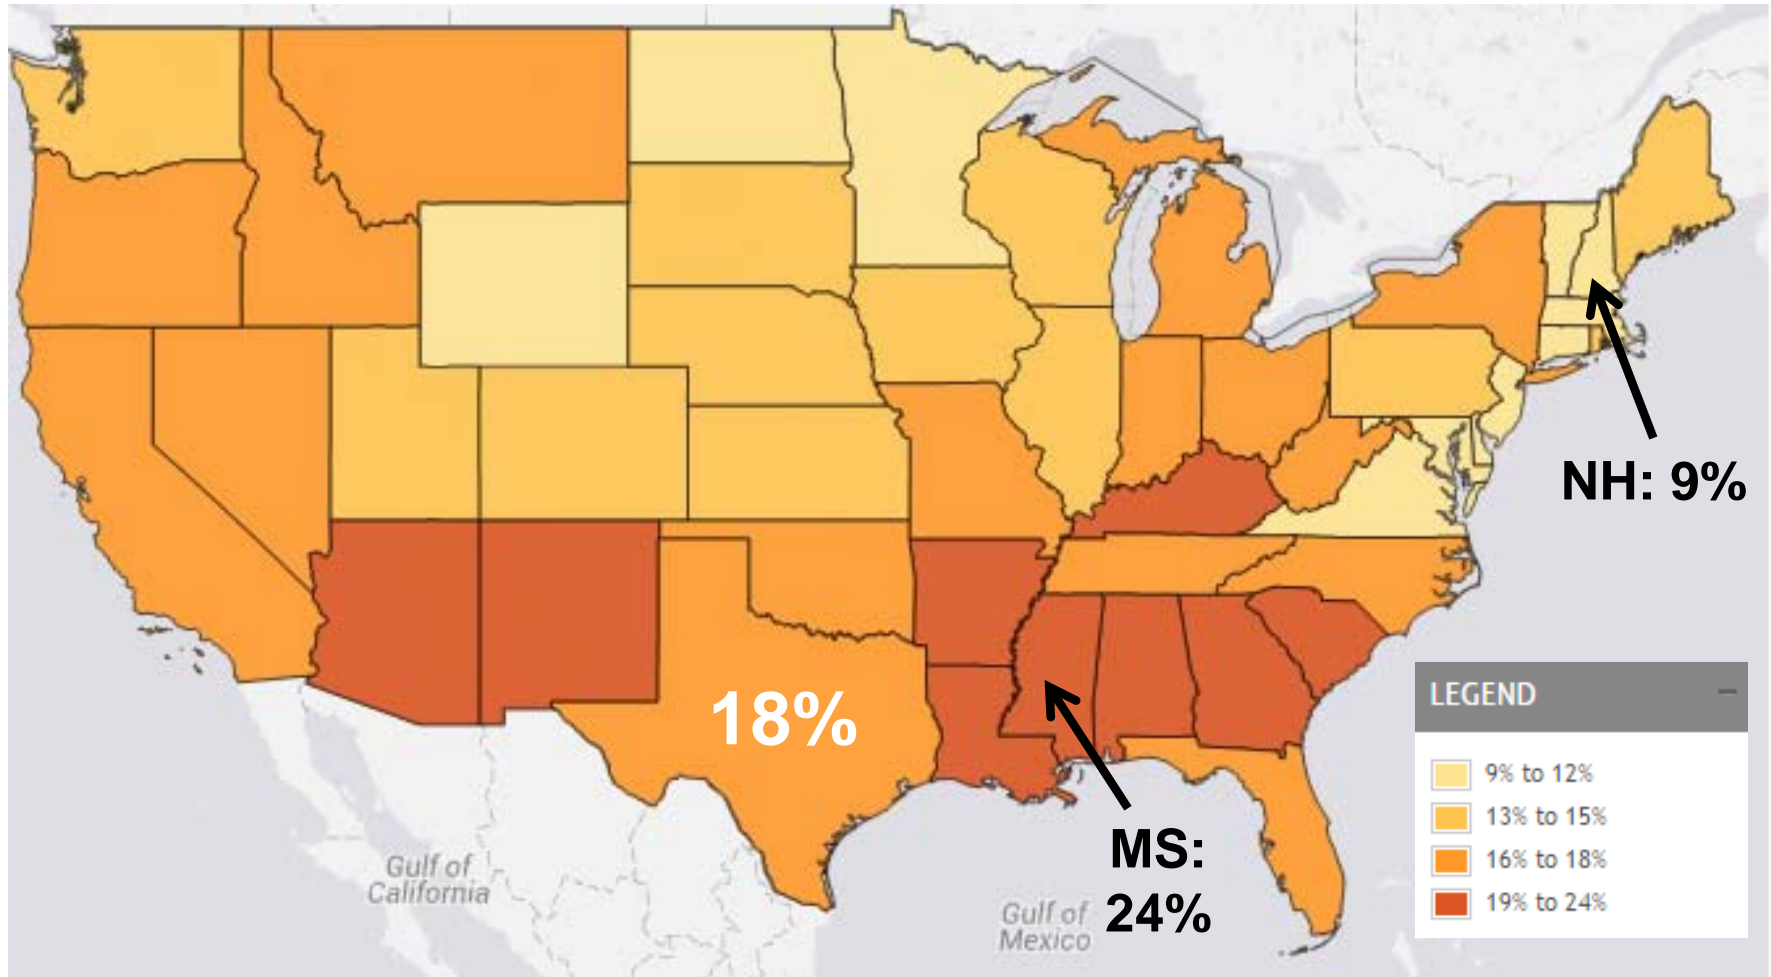 NH: 9%
LEGEND
9% to 12%
13% to 15%
16% to 18%
19% to 24%
18%
MS:
24%
Gulf of
California
Gulf of
Mexico